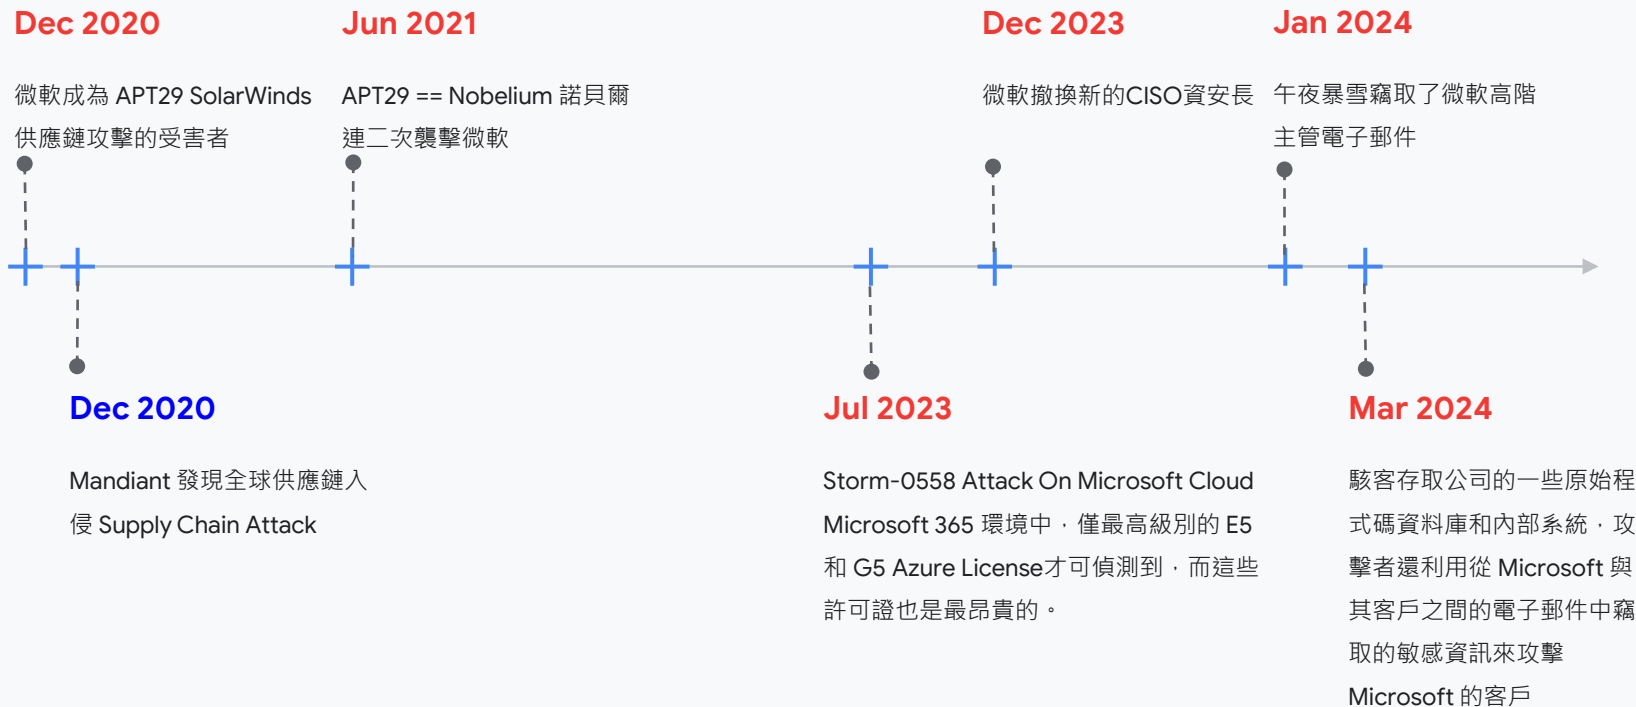 Dec 2020
微軟成為 APT29 SolarWinds
供應鏈攻擊的受害者
Jun 2021
APT29 == Nobelium 諾貝爾
連二次襲擊微軟
Dec 2023
微軟撤換新的CISO資安長
Jan 2024
午夜暴雪竊取了微軟高階
主管電子郵件
Dec 2020
Mandiant 發現全球供應鏈入
侵 Supply Chain Attack
Jul 2023
Storm-0558 Attack On Microsoft Cloud
Microsoft 365 環境中，僅最高級別的 E5
和 G5 Azure License才可偵測到，而這些
許可證也是最昂貴的。
Mar 2024
駭客存取公司的一些原始程
式碼資料庫和內部系統，攻
擊者還利用從 Microsoft 與
其客戶之間的電子郵件中竊
取的敏感資訊來攻擊
Microsoft 的客戶